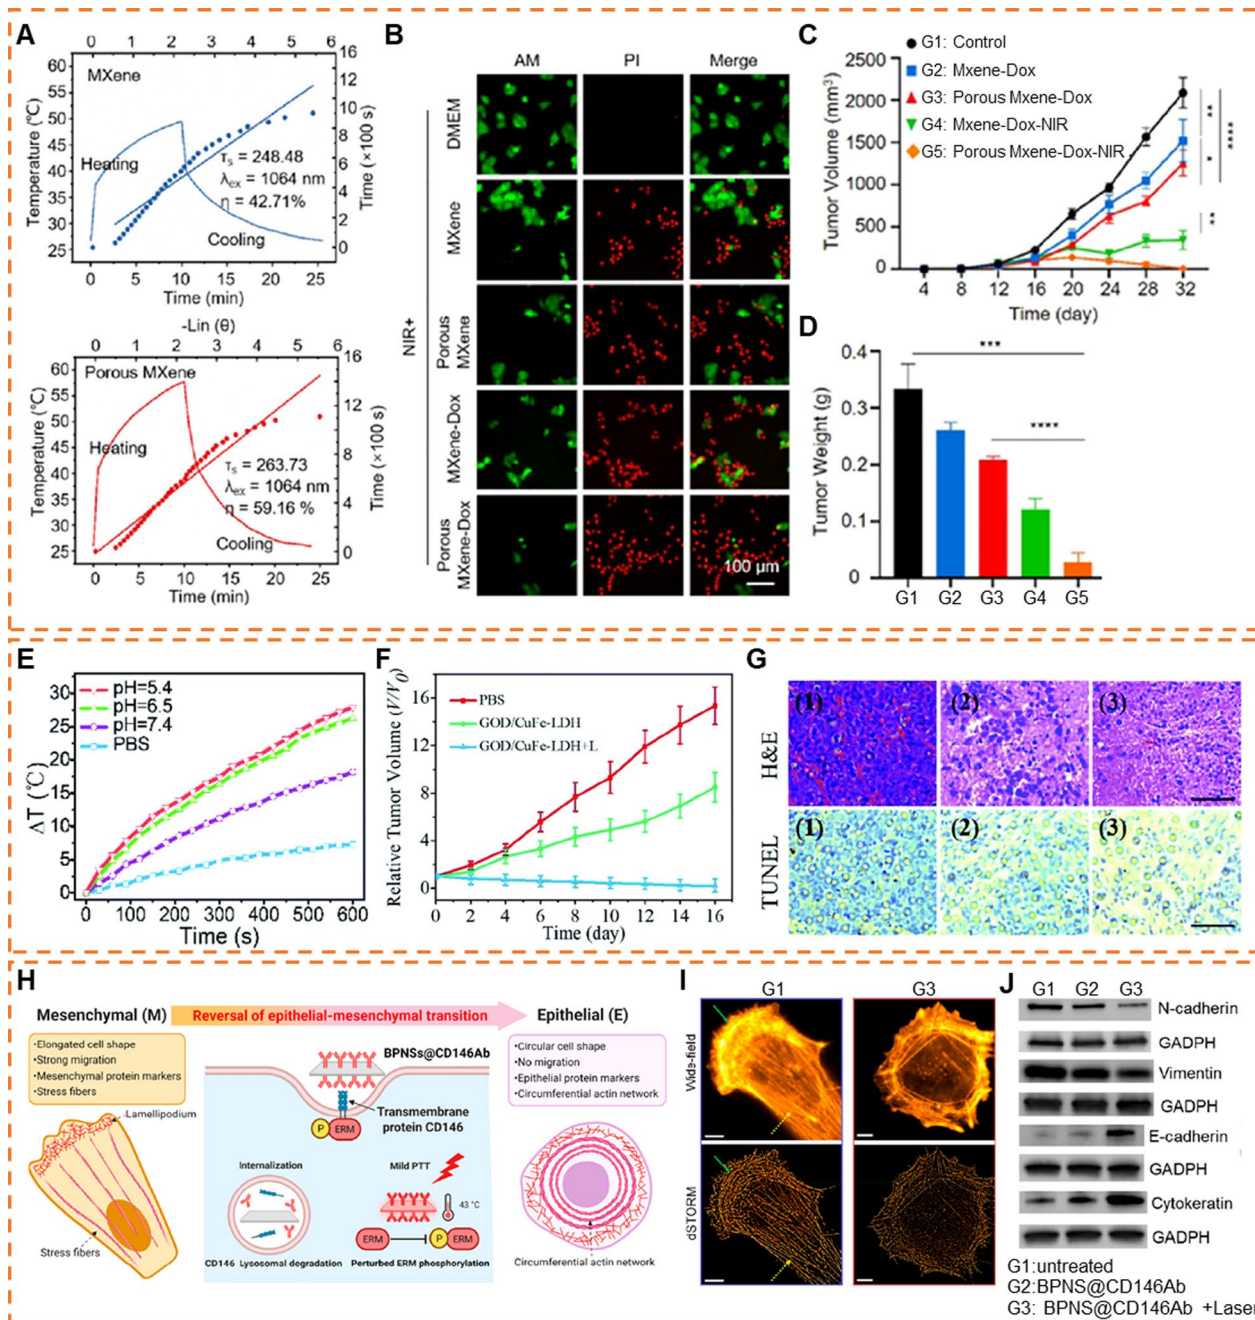 A
0 1 2 3 4 5 6
MXene
Heating
τs = 248.48
λex = 1064 nm
η = 42.71%
Cooling
Temperature (℃)
60
55
50
45
40
35
30
25
Time (×100 s)
16
12
10
8
6
4
2
0
0 5 10 15 20 25
Time (min)
-Lin (θ)
0 1 2 3 4 5 6
Porous MXene
Heating
τs = 263.73
λex = 1064 nm
η = 59.16 %
Cooling
Temperature (℃)
60
55
50
45
40
35
30
25
Time (×100 s)
16
12
8
4
0
0 5 10 15 20 25
Time (min)
B
AM PI Merge
NIR+
DMEM
MXene
Porous
MXene
MXene-Dox
Porous
MXene-Dox
100 μm
C
G1: Control
G2: Mxene-Dox
G3: Porous Mxene-Dox
G4: Mxene-Dox-NIR
G5: Porous Mxene-Dox-NIR
Tumor Volume (mm³)
2500
2000
1500
1000
500
0
** * ** ****
4 8 12 16 20 24 28 32
Time (day)
D
Tumor Weight (g)
0.4
0.3
0.2
0.1
0
***
****
G1 G2 G3 G4 G5
E
pH=5.4
pH=6.5
pH=7.4
PBS
ΔT (℃)
30
25
20
15
10
5
0
0 100 200 300 400 500 600
Time (s)
F
PBS
GOD/CuFe-LDH
GOD/CuFe-LDH+L
Relative Tumor Volume (V/V0)
16
12
8
4
0
0 2 4 6 8 10 12 14 16
Time (day)
G
H&E
(1) (2) (3)
TUNEL
(1) (2) (3)
H
Mesenchymal (M)
Reversal of epithelial-mesenchymal transition
Epithelial (E)
•Elongated cell shape
•Strong migration
•Mesenchymal protein markers
•Stress fibers
Lamellipodium
Stress fibers
BPNSs@CD146Ab
Transmembrane
protein CD146
P ERM
Internalization
CD146 Lysosomal degradation
Mild PTT
43 °C
ERM P ERM
Perturbed ERM phosphorylation
•Circular cell shape
•No migration
•Epithelial protein markers
•Circumferential actin network
Circumferential actin network
I
G1 G3
Wide-field
dSTORM
J
G1 G2 G3
N-cadherin
GADPH
Vimentin
GADPH
E-cadherin
GADPH
Cytokeratin
GADPH
G1:untreated
G2:BPNS@CD146Ab
G3: BPNS@CD146Ab +Laser